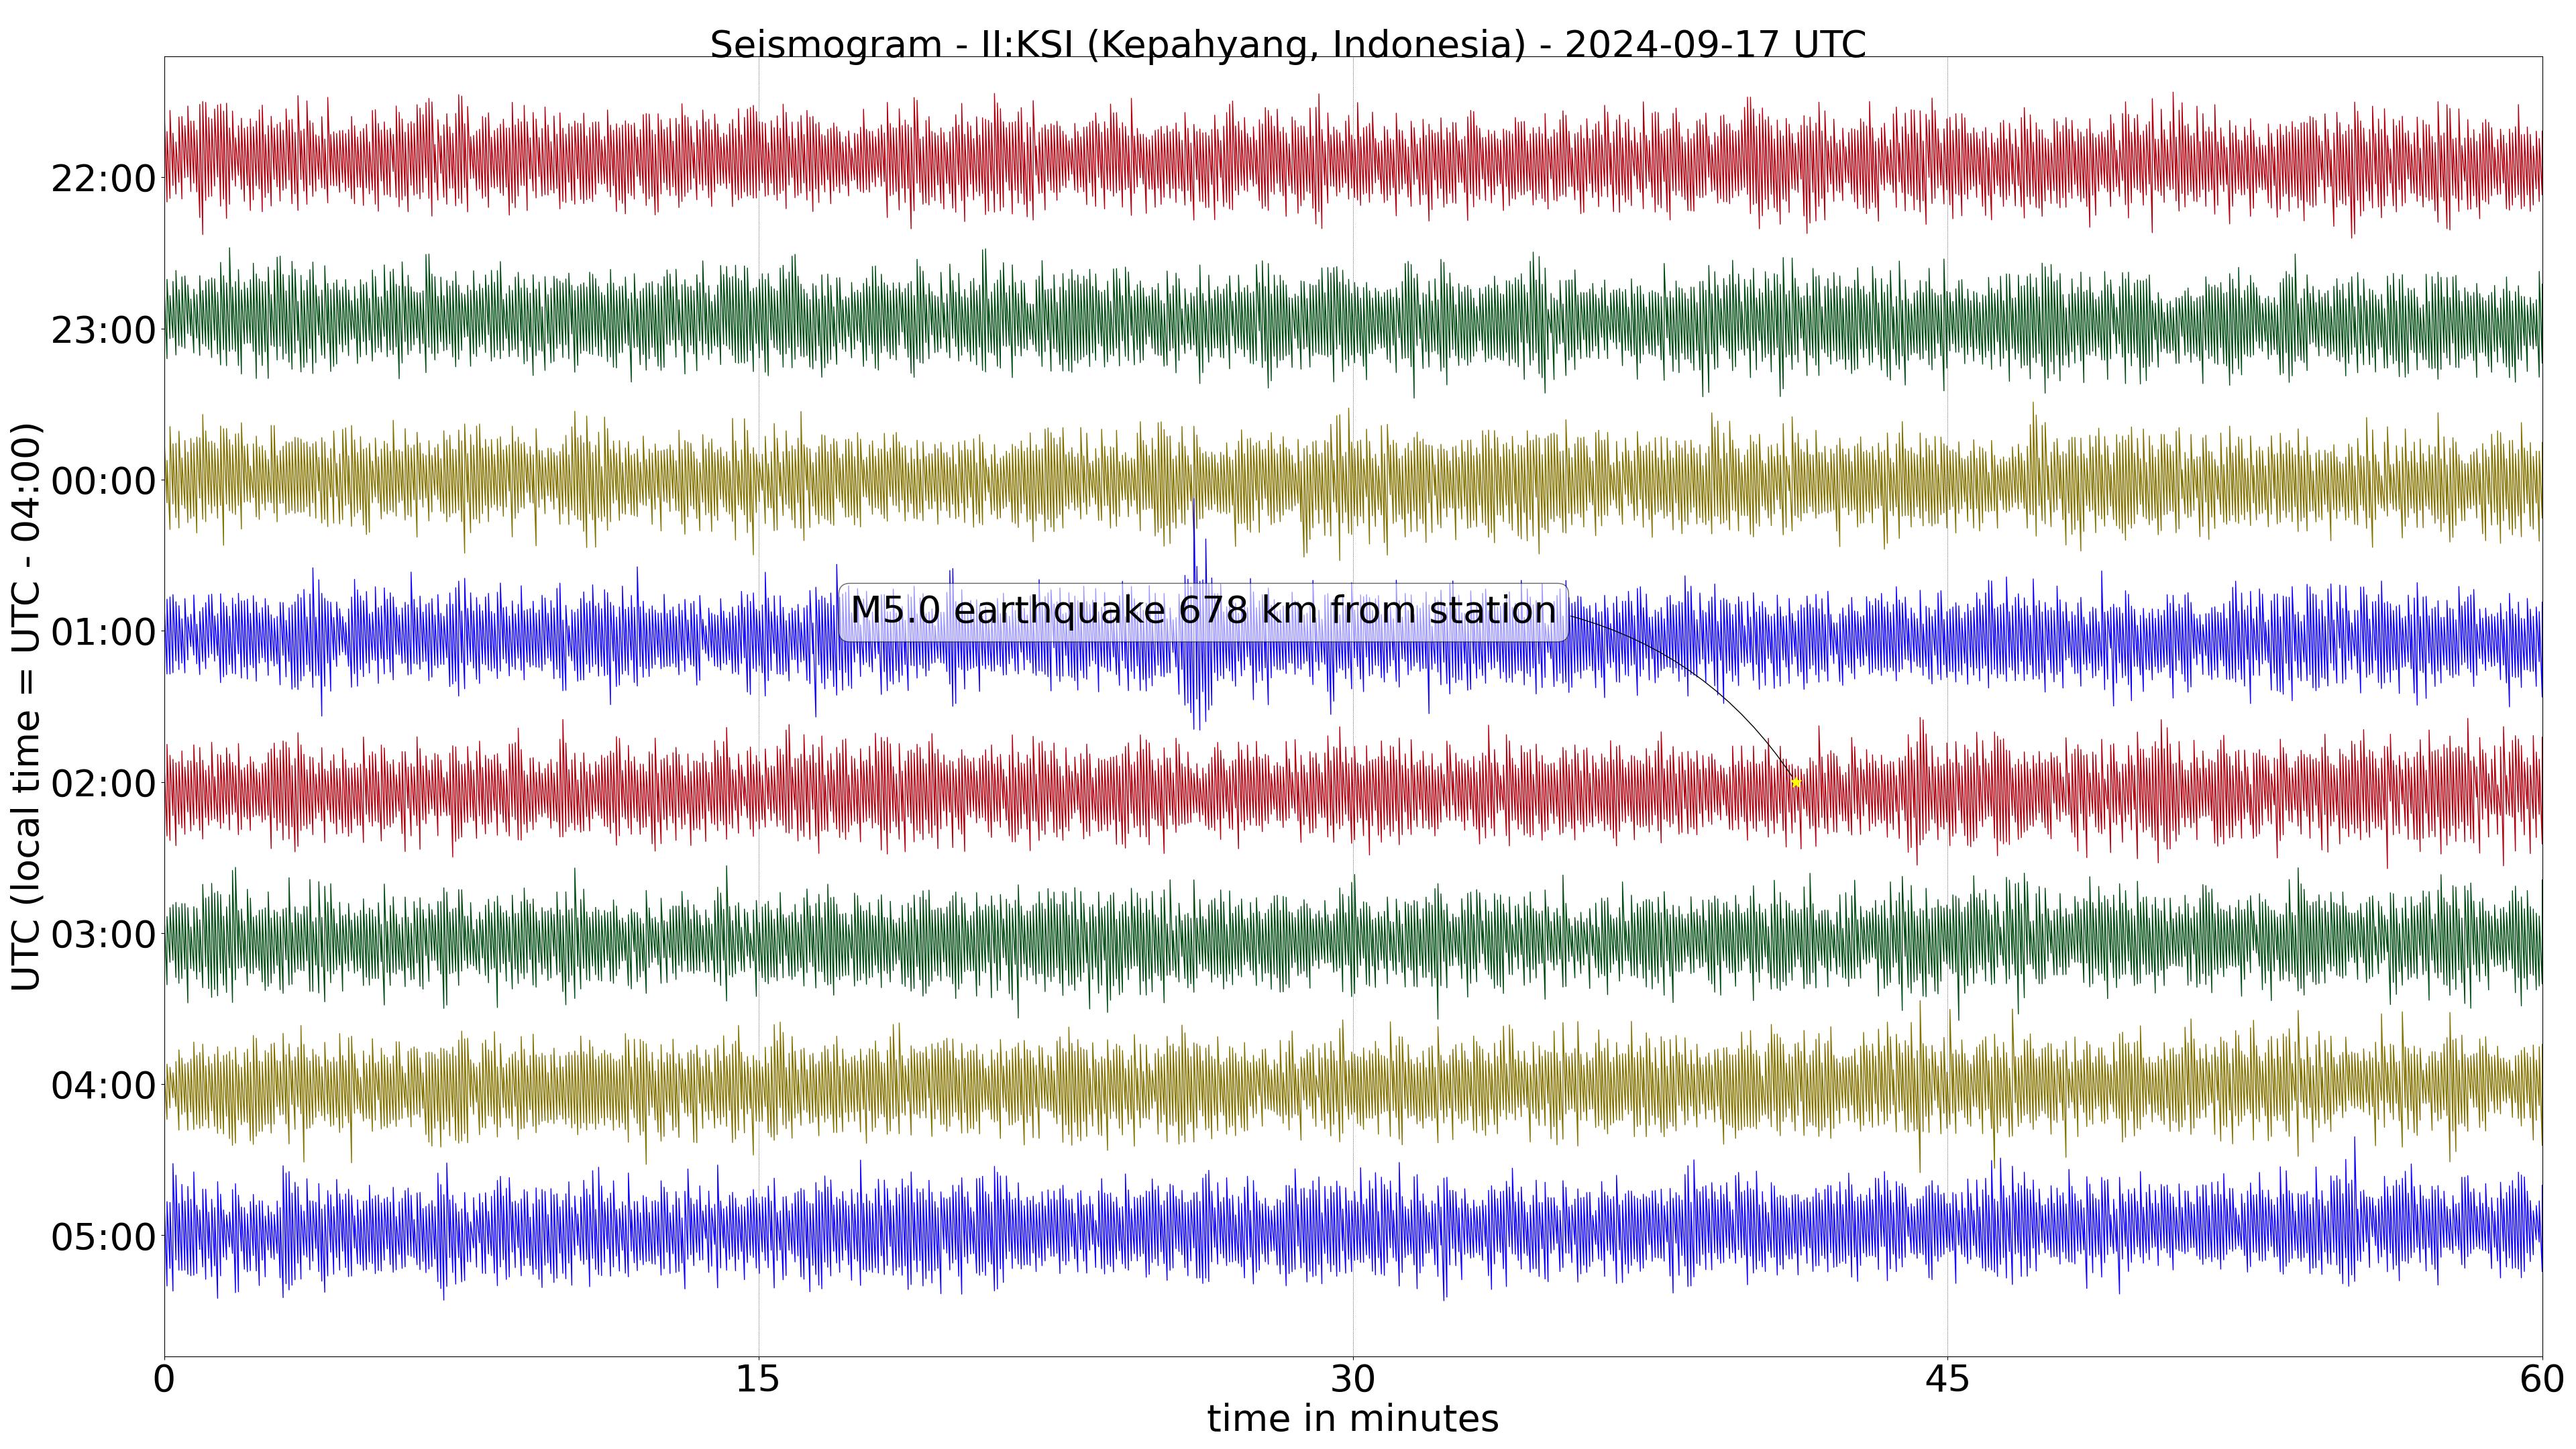 Seismogram - II:KSI (Kepahyang, Indonesia) - 2024-09-17 UTC
UTC (local time = UTC - 04:00)
22:00
23:00
00:00
01:00
M5.0 earthquake 678 km from station
02:00
03:00
04:00
05:00
0 15 30 45 60
time in minutes